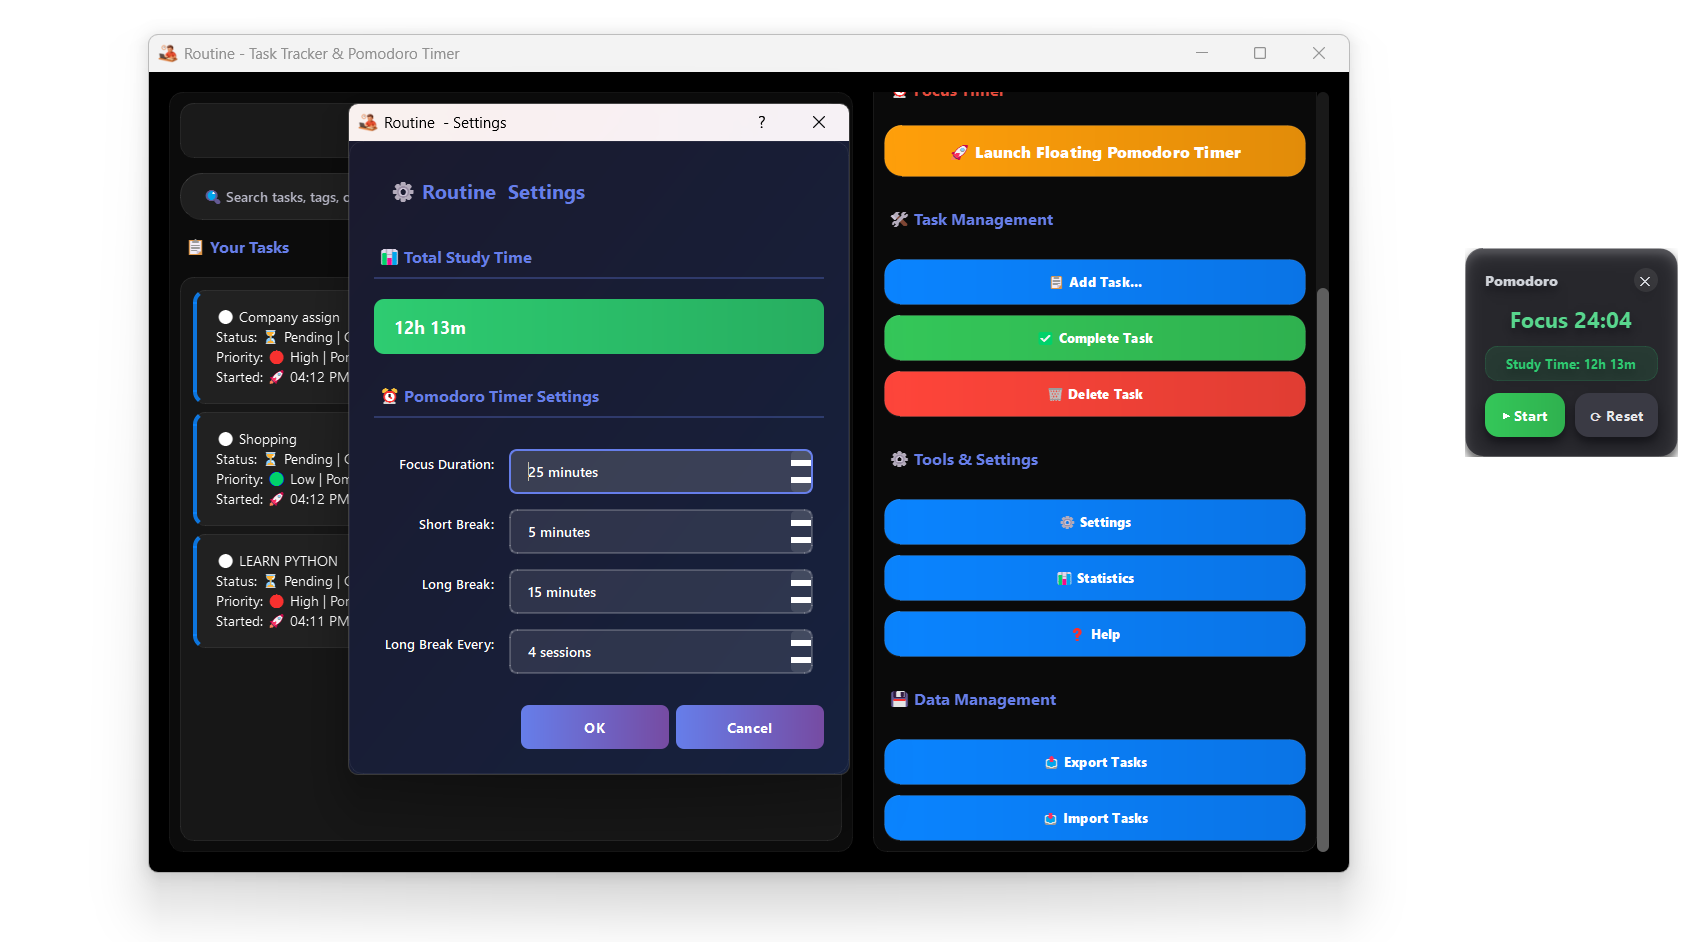 Routine - Task Tracker & Pomodoro Timer
Search tasks, tags,
Your Tasks
Company assign
Status: ⏳ Pending |
Priority: 🔴 High |
Started: 🚀 04:12 PM
Shopping
Status: ⏳ Pending |
Priority: 🟢 Low |
Started: 🚀 04:12 PM
LEARN PYTHON
Status: ⏳ Pending |
Priority: 🔴 High |
Started: 🚀 04:11 PM
Routine - Settings
?
Routine Settings
Total Study Time
12h 13m
Pomodoro Timer Settings
Focus Duration:
25 minutes
Short Break:
5 minutes
Long Break:
15 minutes
Long Break Every:
4 sessions
OK
Cancel
Focus Timer
Launch Floating Pomodoro Timer
Task Management
Add Task...
Complete Task
Delete Task
Tools & Settings
Settings
Statistics
Help
Data Management
Export Tasks
Import Tasks
Pomodoro
Focus 24:04
Study Time: 12h 13m
Start
Reset